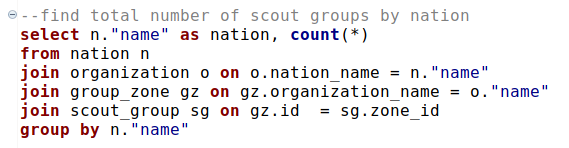 --find total number of scout groups by nation
select n."name" as nation, count(*)
from nation n
join organization o on o.nation_name = n."name"
join group_zone gz on gz.organization_name = o."name"
join scout_group sg on gz.id  = sg.zone_id
group by n."name"